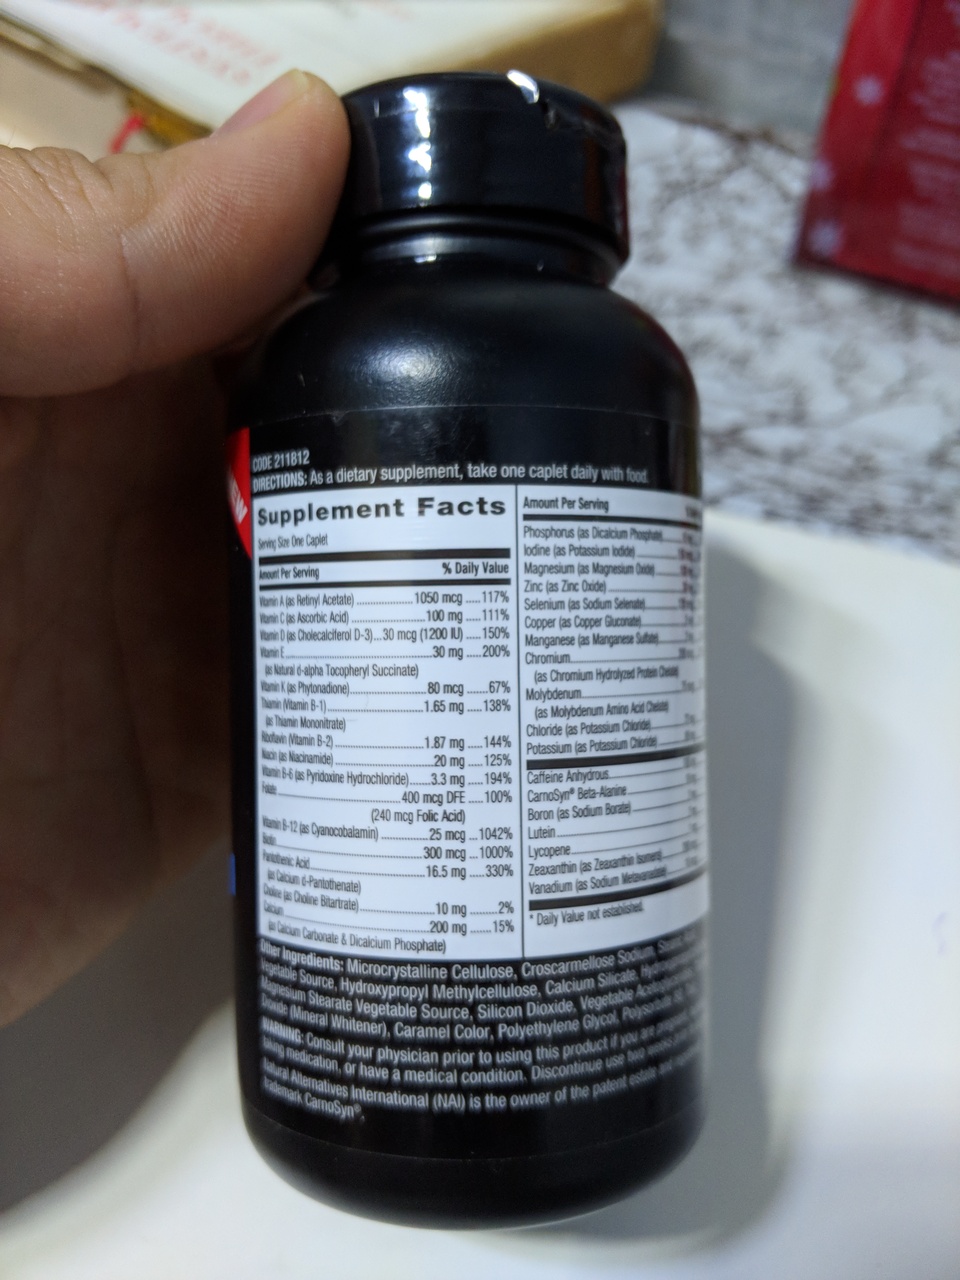 CODE 211812
DIRECTIONS: As a dietary supplement, take one caplet daily with food.
Supplement Facts
Serving Size One Caplet
Amount Per Serving % Daily Value
Vitamin A (as Retinyl Acetate) 1050 mcg 117%
Vitamin C (as Ascorbic Acid) 100 mg 111%
Vitamin D (as Cholecalciferol D-3) 30 mcg (1200 IU) 150%
Vitamin E 30 mg 200%
(as Natural d-alpha Tocopheryl Succinate)
Vitamin K (as Phytonadione) 80 mcg 67%
Thiamin (Vitamin B-1) 1.65 mg 138%
(as Thiamin Mononitrate)
Riboflavin (Vitamin B-2) 1.87 mg 144%
Niacin (as Niacinamide) 20 mg 125%
Vitamin B-6 (as Pyridoxine Hydrochloride) 3.3 mg 194%
Folate 400 mcg DFE 100%
(240 mcg Folic Acid)
Vitamin B-12 (as Cyanocobalamin) 25 mcg 1042%
Biotin 300 mcg 1000%
Pantothenic Acid 16.5 mg 330%
(as Calcium d-Pantothenate)
Choline (as Choline Bitartrate) 10 mg 2%
Calcium 200 mg 15%
(as Calcium Carbonate & Dicalcium Phosphate)
Amount Per Serving
Phosphorus (as Dicalcium Phosphate)
Iodine (as Potassium Iodide)
Magnesium (as Magnesium Oxide)
Zinc (as Zinc Oxide)
Selenium (as Sodium Selenate)
Copper (as Copper Gluconate)
Manganese (as Manganese Sulfate)
Chromium
(as Chromium Hydrolyzed Protein Chelate)
Molybdenum
(as Molybdenum Amino Acid Chelate)
Chloride (as Potassium Chloride)
Potassium (as Potassium Chloride)
Caffeine Anhydrous
CarnoSyn® Beta-Alanine
Boron (as Sodium Borate)
Lutein
Lycopene
Zeaxanthin (as Zeaxanthin Isomers)
Vanadium (as Sodium Metavanadate)
* Daily Value not established.
Other Ingredients: Microcrystalline Cellulose, Croscarmellose Sodium,
Vegetable Source, Hydroxypropyl Methylcellulose, Calcium Silicate,
Magnesium Stearate Vegetable Source, Silicon Dioxide, Vegetable
Dioxide (Mineral Whitener), Caramel Color, Polyethylene Glycol,
WARNING: Consult your physician prior to using this product if you are pregnant,
taking medication, or have a medical condition. Discontinue use two weeks
Natural Alternatives International (NAI) is the owner of the patent estate and
trademark CarnoSyn®.